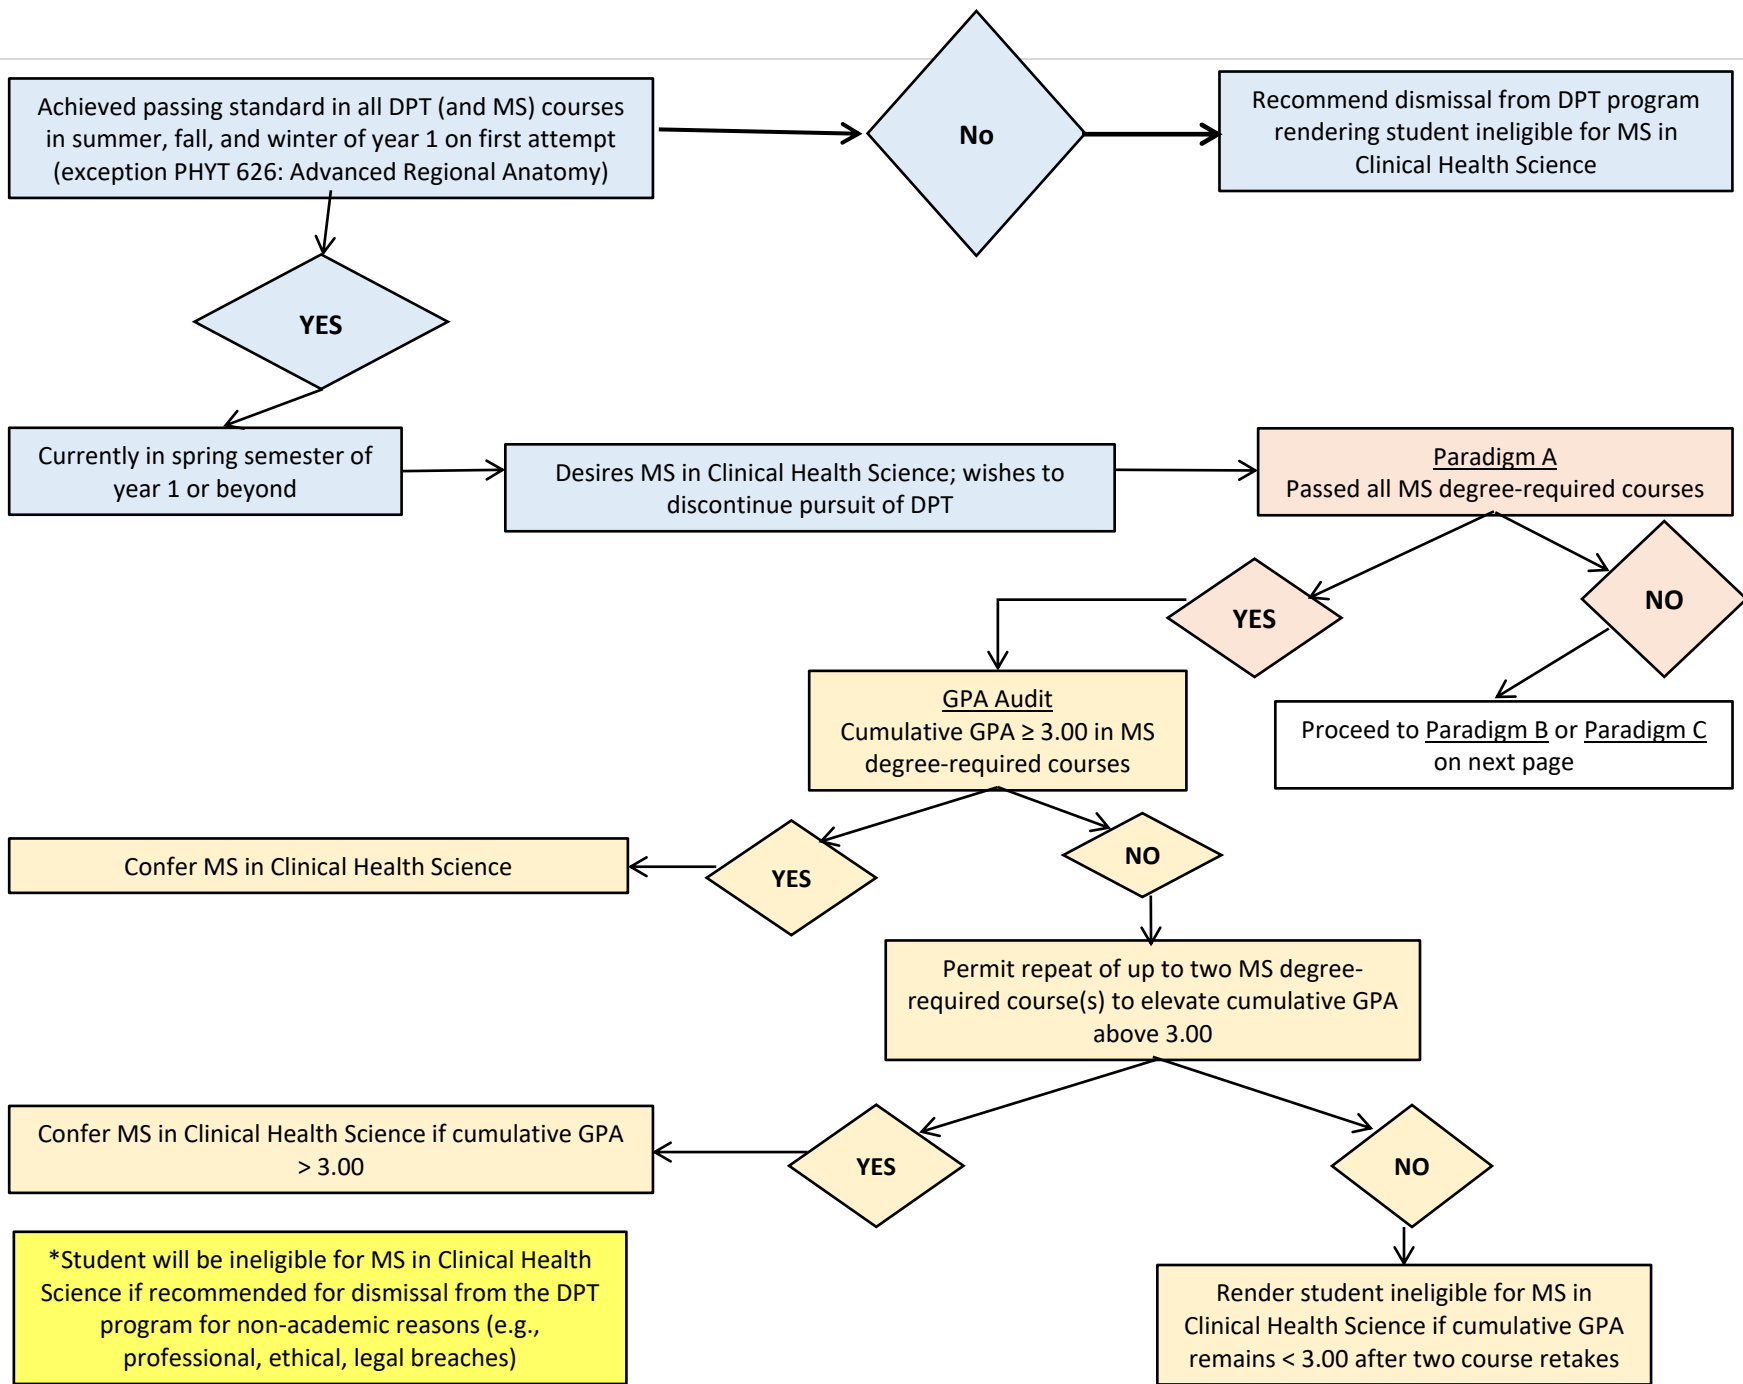 Achieved passing standard in all DPT (and MS) courses
in summer, fall, and winter of year 1 on first attempt
(exception PHYT 626: Advanced Regional Anatomy)
No
Recommend dismissal from DPT program
rendering student ineligible for MS in
Clinical Health Science
YES
Currently in spring semester of
year 1 or beyond
Desires MS in Clinical Health Science; wishes to
discontinue pursuit of DPT
Paradigm A
Passed all MS degree-required courses
YES
NO
GPA Audit
Cumulative GPA ≥ 3.00 in MS
degree-required courses
Proceed to Paradigm B or Paradigm C
on next page
Confer MS in Clinical Health Science
YES
NO
Permit repeat of up to two MS degree-
required course(s) to elevate cumulative GPA
above 3.00
Confer MS in Clinical Health Science if cumulative GPA
> 3.00
YES
NO
*Student will be ineligible for MS in Clinical Health
Science if recommended for dismissal from the DPT
program for non-academic reasons (e.g.,
professional, ethical, legal breaches)
Render student ineligible for MS in
Clinical Health Science if cumulative GPA
remains < 3.00 after two course retakes